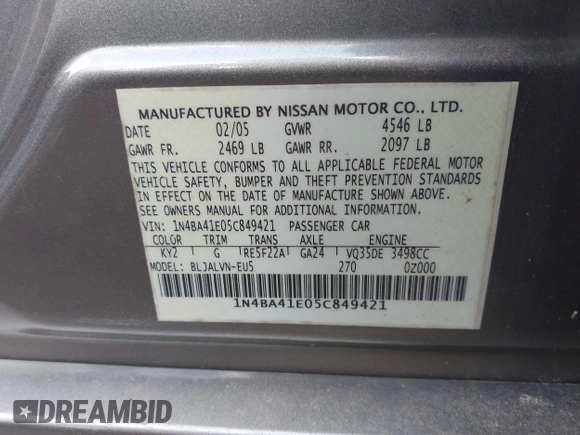 MANUFACTURED BY NISSAN MOTOR CO., LTD.
DATE 02/05 GVWR 4546 LB
GAWR FR. 2469 LB GAWR RR. 2097 LB
THIS VEHICLE CONFORMS TO ALL APPLICABLE FEDERAL MOTOR
VEHICLE SAFETY, BUMPER AND THEFT PREVENTION STANDARDS
IN EFFECT ON THE DATE OF MANUFACTURE SHOWN ABOVE.
SEE OWNERS MANUAL FOR ADDITIONAL INFORMATION.
VIN: 1N4BA41E05C849421 PASSENGER CAR
COLOR TRIM TRANS AXLE ENGINE
KY2 G RE5F22A GA24 VQ35DE 3498CC
MODEL: BLJALVN-EU5 270 0Z000
1N4BA41E05C849421
DREAMBID